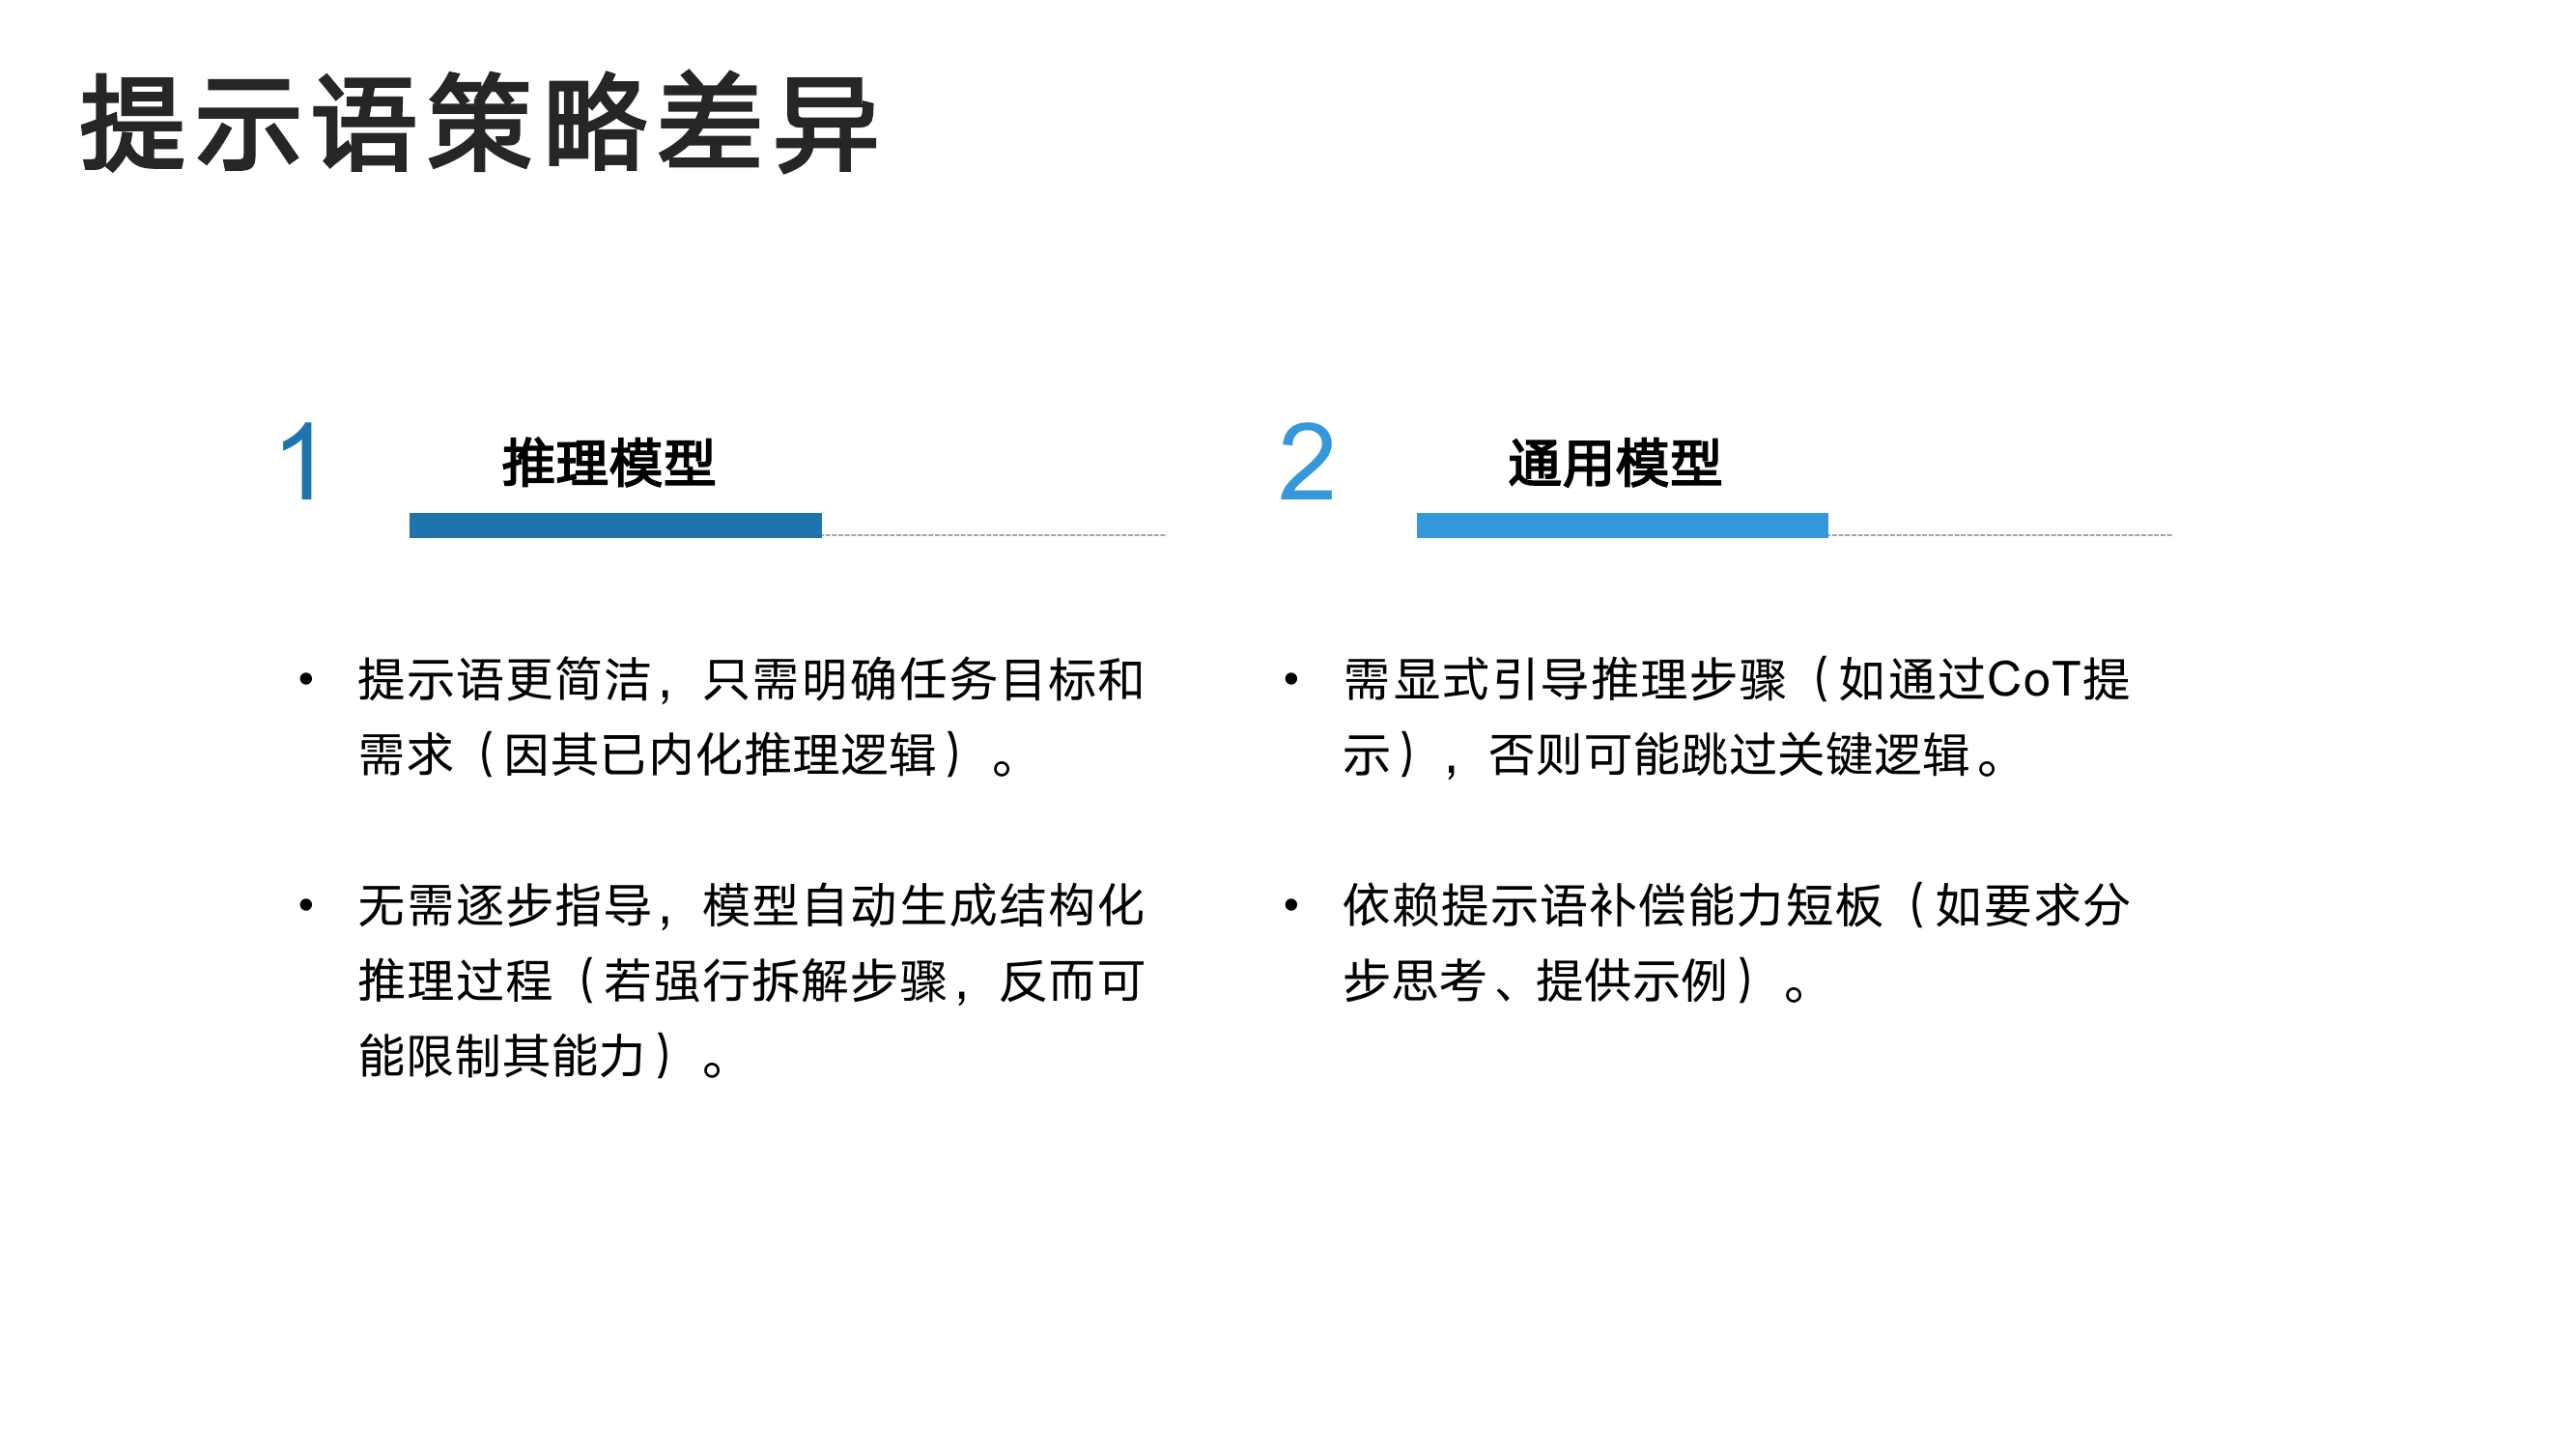 提示语策略差异
1
推理模型
• 提示语更简洁，只需明确任务目标和
需求（因其已内化推理逻辑）。
• 无需逐步指导，模型自动生成结构化
推理过程（若强行拆解步骤，反而可
能限制其能力）。
2
通用模型
• 需显式引导推理步骤（如通过CoT提
示），否则可能跳过关键逻辑。
• 依赖提示语补偿能力短板（如要求分
步思考、提供示例）。